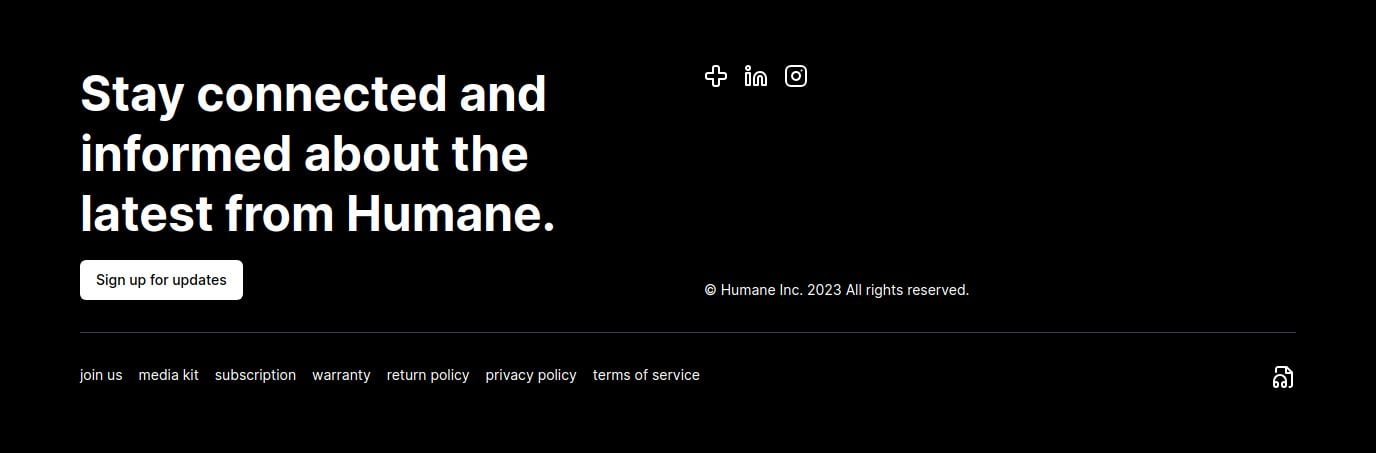 Stay connected and
informed about the
latest from Humane.
Sign up for updates
© Humane Inc. 2023 All rights reserved.
join us media kit subscription warranty return policy privacy policy terms of service